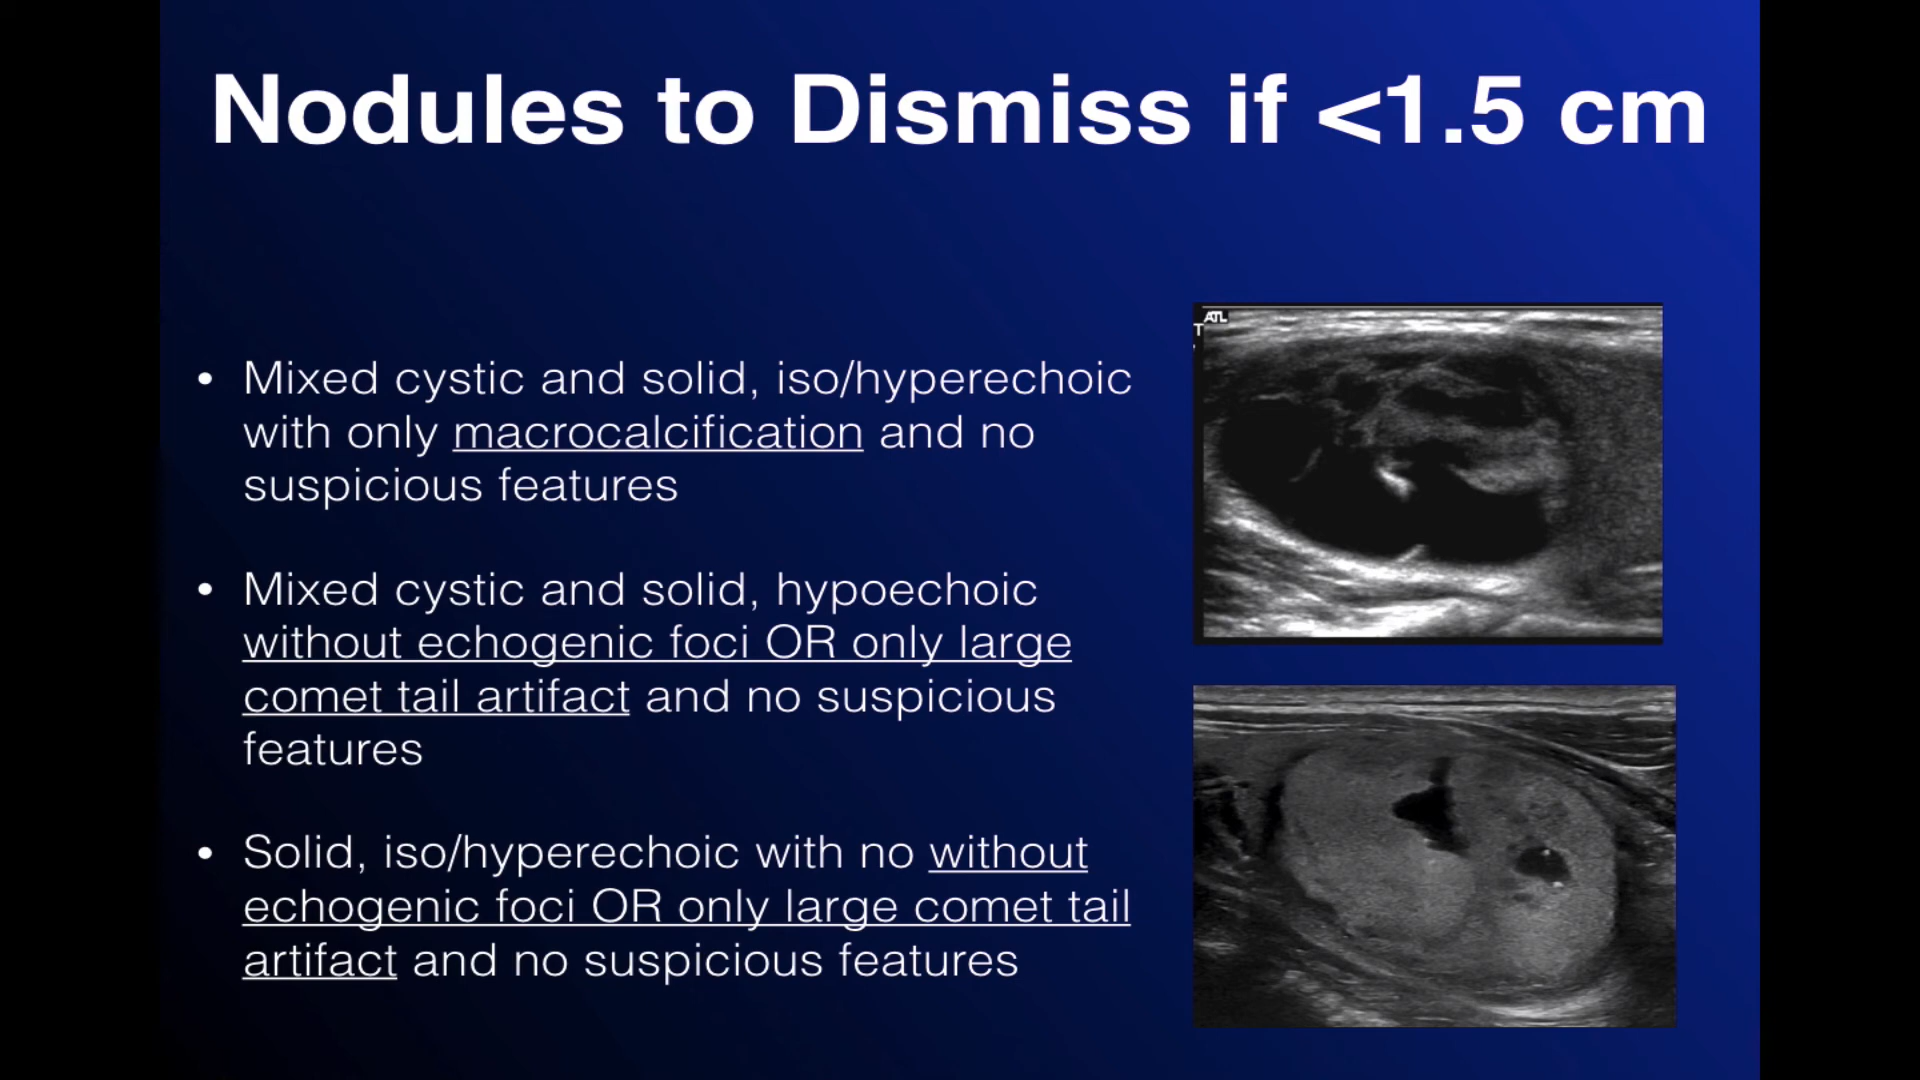 Nodules to Dismiss if <1.5 cm
• Mixed cystic and solid, iso/hyperechoic
with only macrocalcification and no
suspicious features
• Mixed cystic and solid, hypoechoic
without echogenic foci OR only large
comet tail artifact and no suspicious
features
• Solid, iso/hyperechoic with no without
echogenic foci OR only large comet tail
artifact and no suspicious features
ATL
T